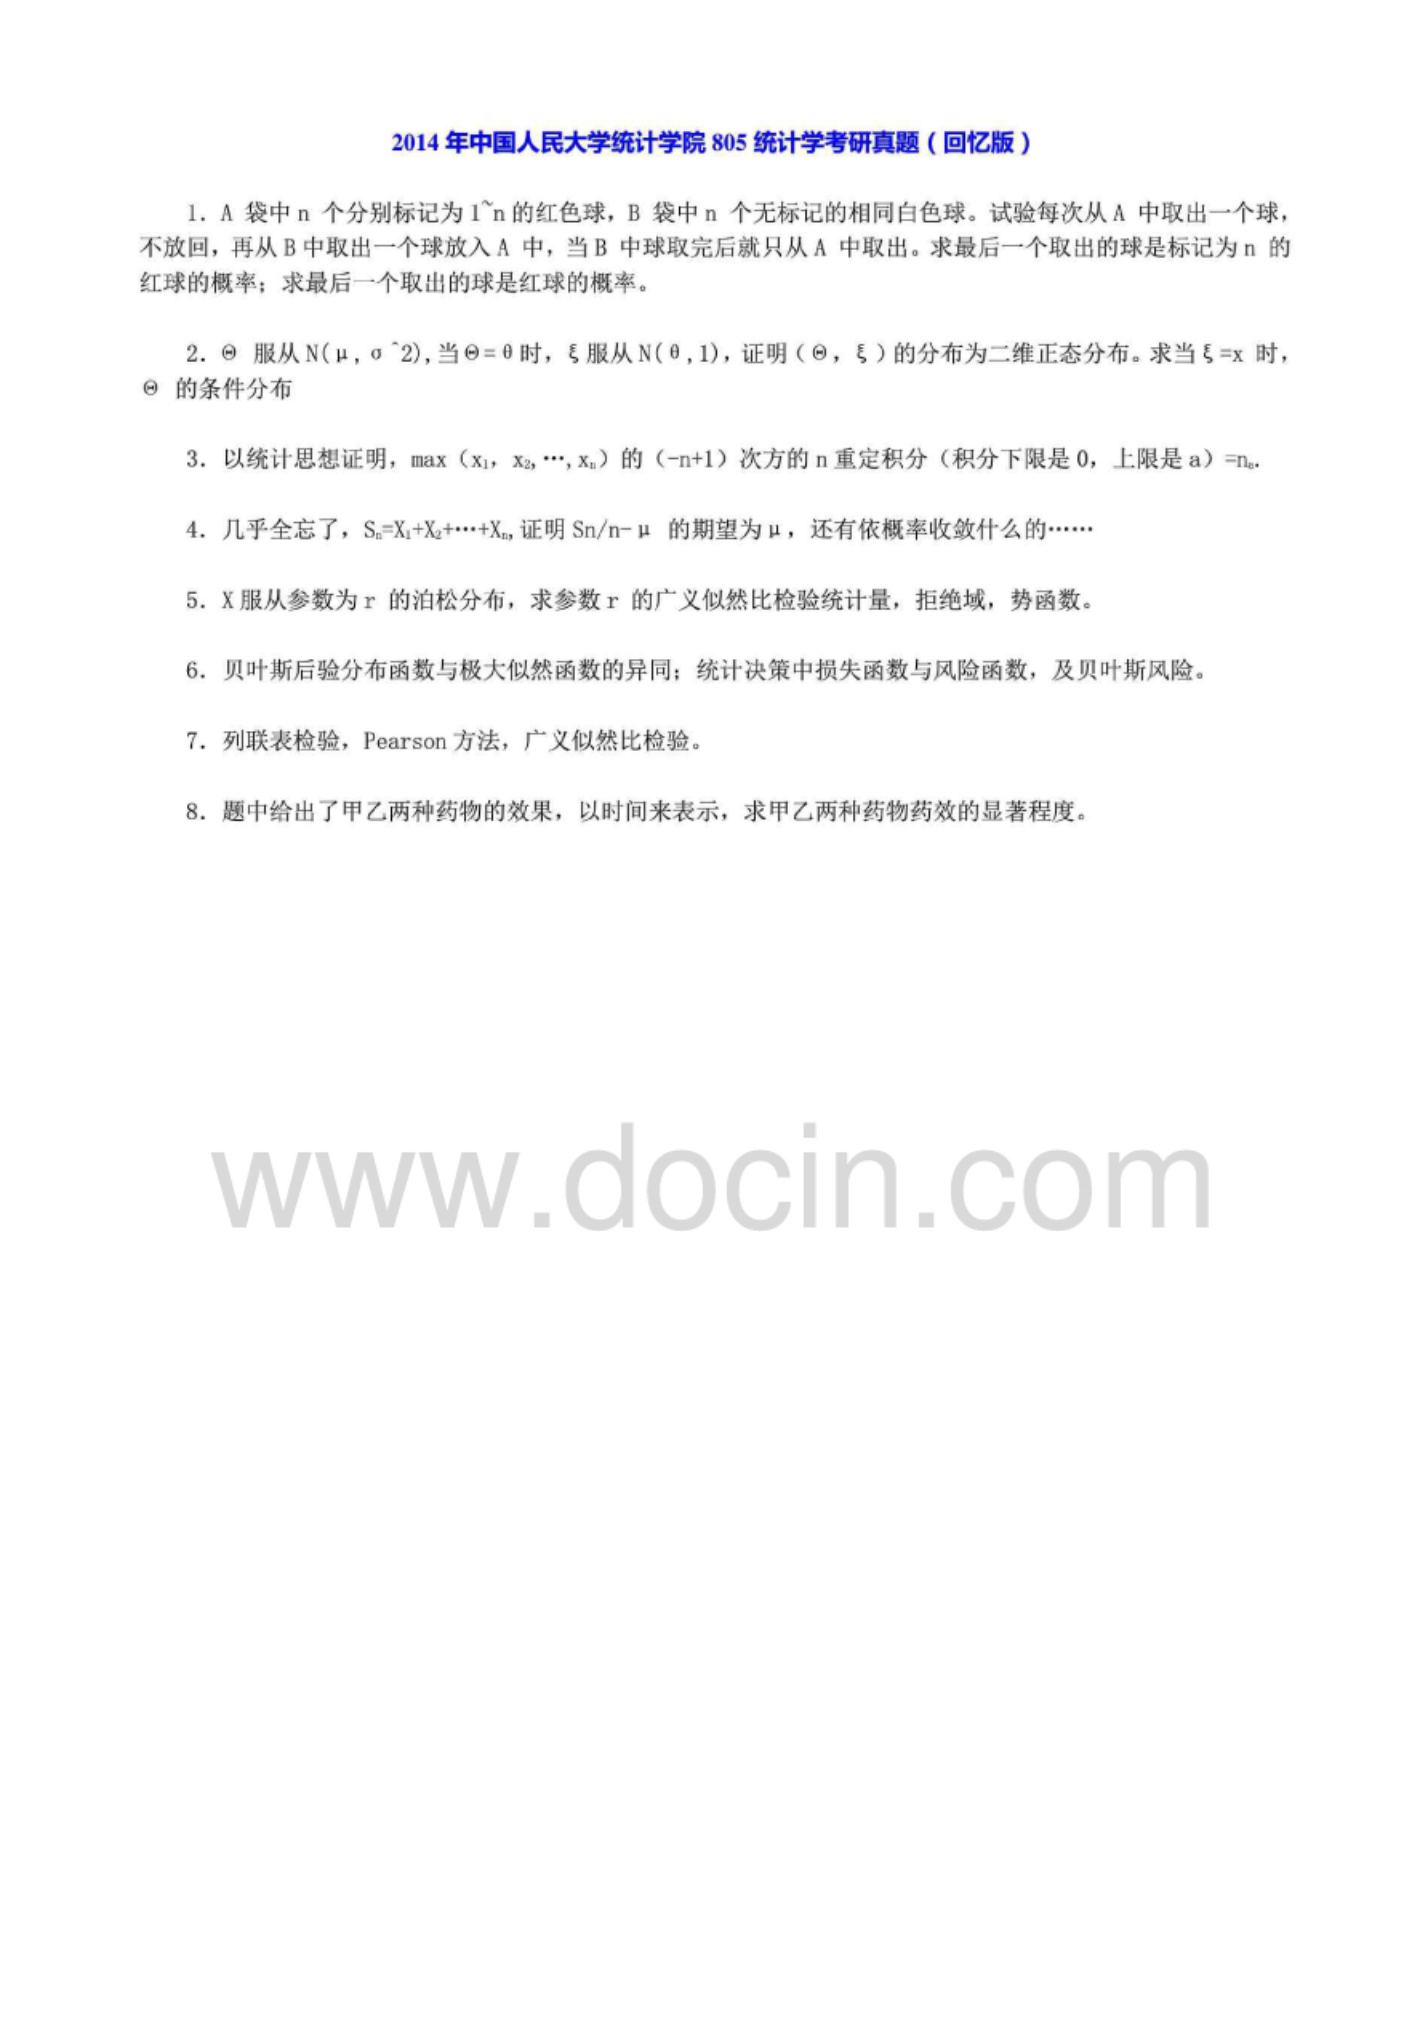 2014 年中国人民大学统计学院 805 统计学考研真题（回忆版）
1．A 袋中 n 个分别标记为 1~n 的红色球，B 袋中 n 个无标记的相同白色球。试验每次从 A 中取出一个球，
不放回，再从 B 中取出一个球放入 A 中，当 B 中球取完后就只从 A 中取出。求最后一个取出的球是标记为 n 的
红球的概率；求最后一个取出的球是红球的概率。
2．Θ 服从 N(μ,σ^2),当Θ=θ时，ξ服从 N(θ,1)，证明（Θ，ξ）的分布为二维正态分布。求当ξ=x 时，
Θ 的条件分布
3．以统计思想证明，max（x₁，x₂,…,xₙ）的（-n+1）次方的 n 重定积分（积分下限是 0，上限是 a）=nₐ.
4．几乎全忘了，Sₙ=X₁+X₂+…+Xₙ,证明 Sn/n-μ 的期望为μ，还有依概率收敛什么的……
5．X 服从参数为 r 的泊松分布，求参数 r 的广义似然比检验统计量，拒绝域，势函数。
6．贝叶斯后验分布函数与极大似然函数的异同；统计决策中损失函数与风险函数，及贝叶斯风险。
7．列联表检验，Pearson 方法，广义似然比检验。
8．题中给出了甲乙两种药物的效果，以时间来表示，求甲乙两种药物药效的显著程度。
www.docin.com